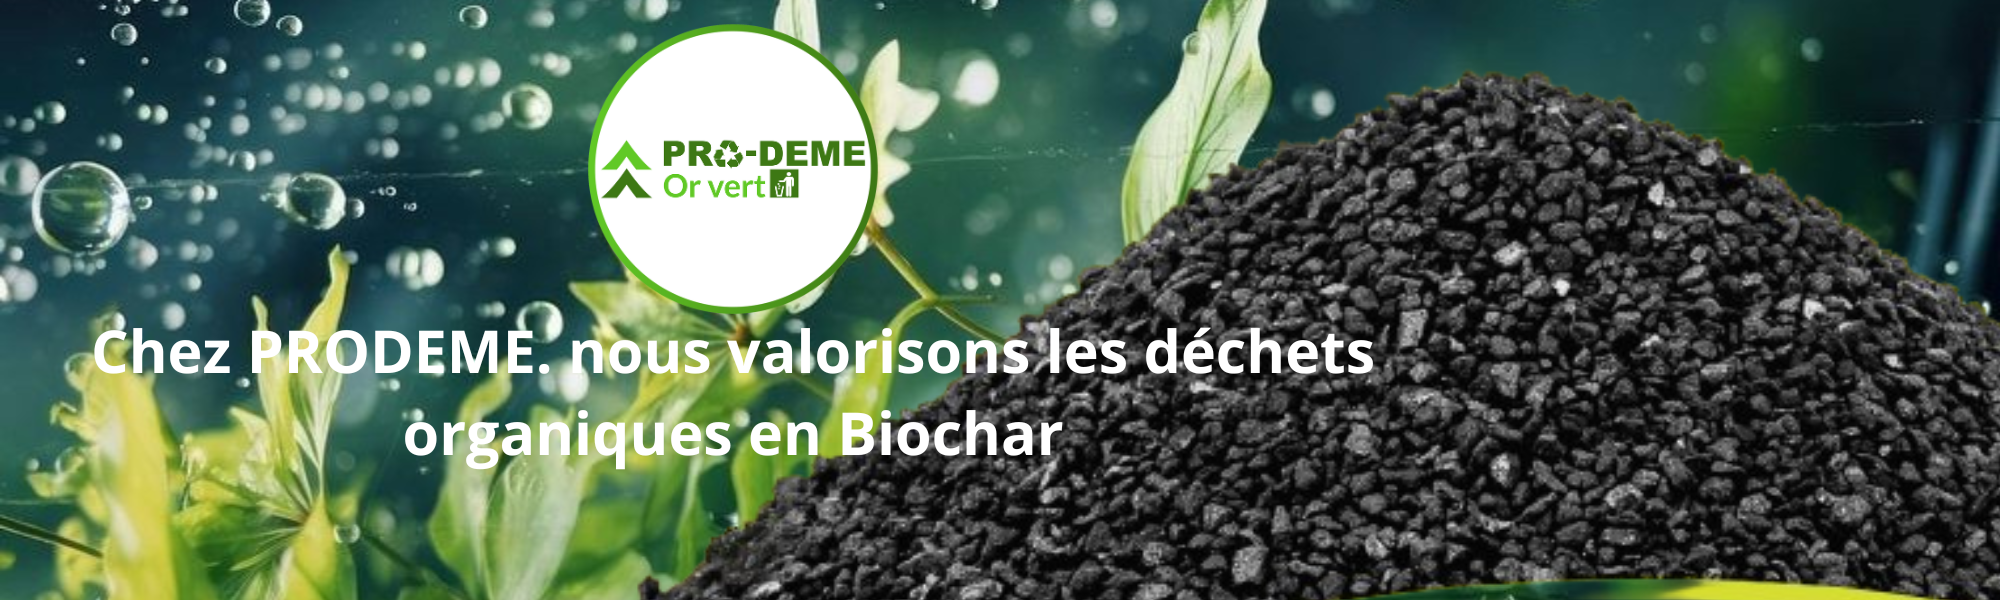 PRO-DEME
Or vert
Chez PRODEME. nous valorisons les déchets
organiques en Biochar